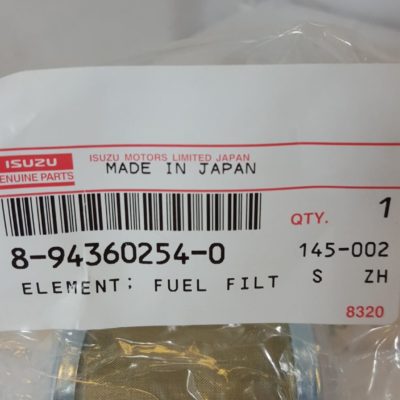 ISUZU
GENUINE PARTS
ISUZU MOTORS LIMITED JAPAN
MADE IN JAPAN
QTY. 1
8-94360254-0 145-002
ELEMENT; FUEL FILT S ZH
8320